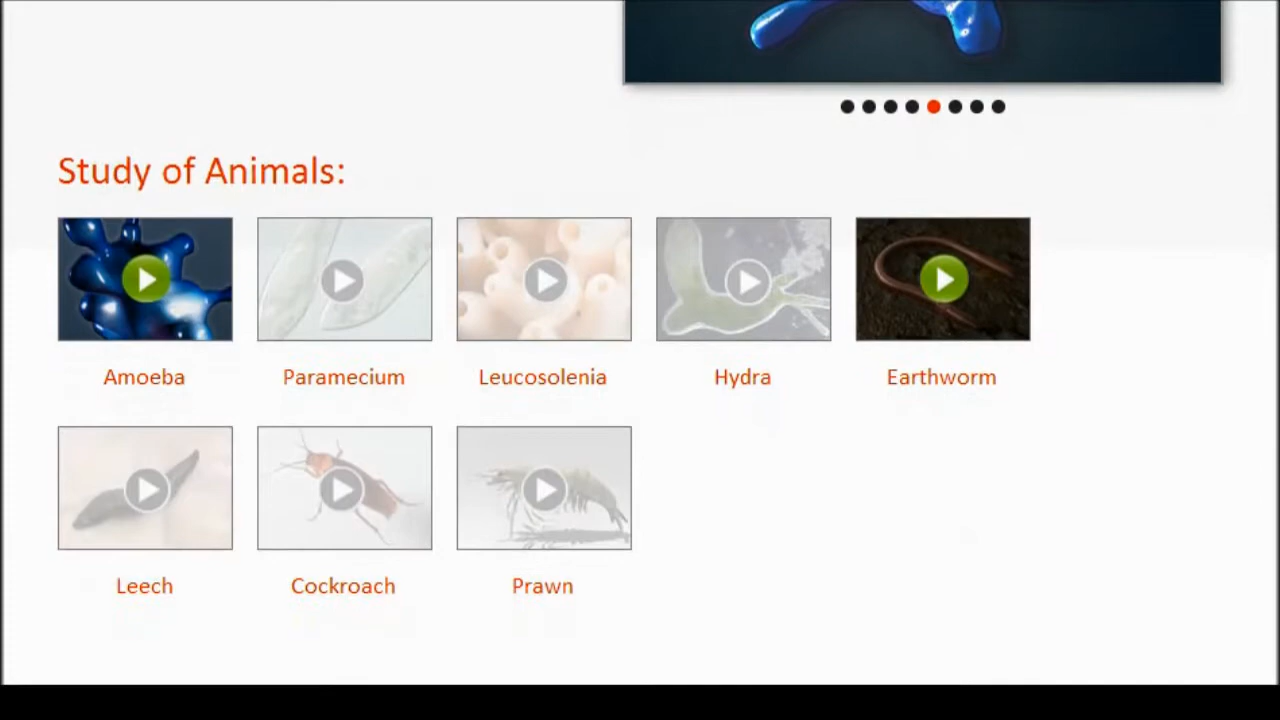 Study of Animals:
Amoeba Paramecium Leucosolenia Hydra Earthworm
Leech Cockroach Prawn